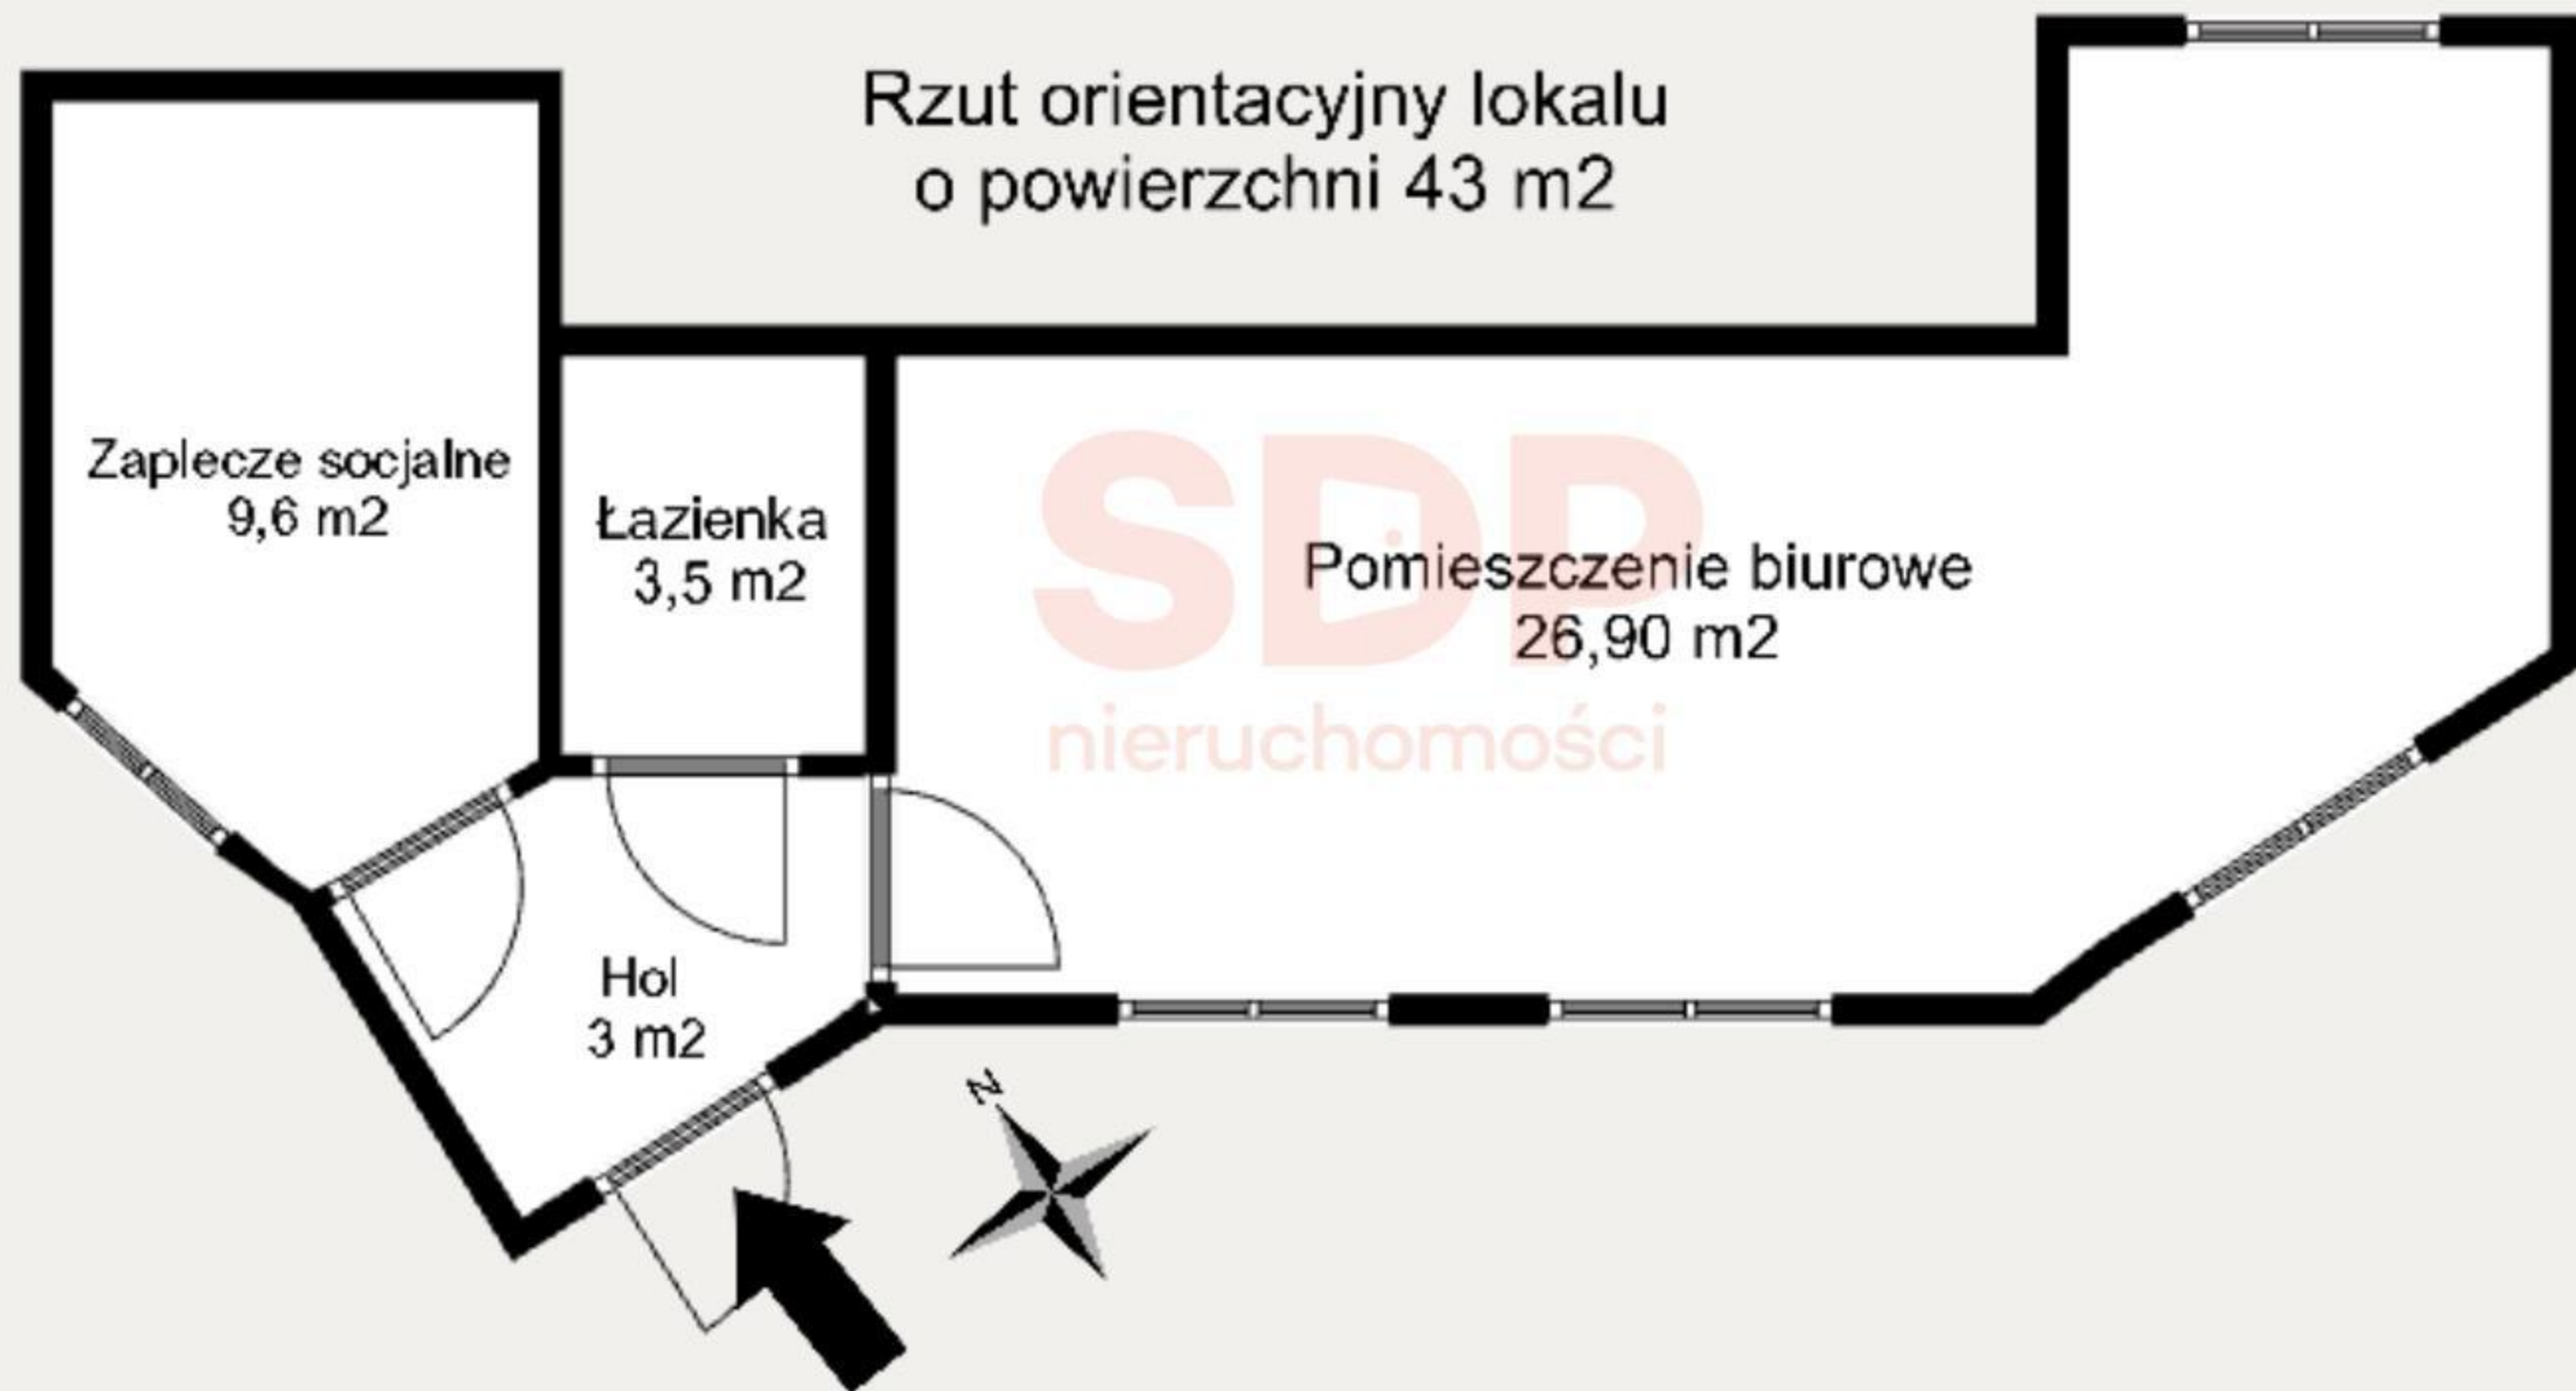 Rzut orientacyjny lokalu
o powierzchni 43 m2
Zaplecze socjalne
9,6 m2
Łazienka
3,5 m2
SDP
nieruchomości
Pomieszczenie biurowe
26,90 m2
Hol
3 m2
N